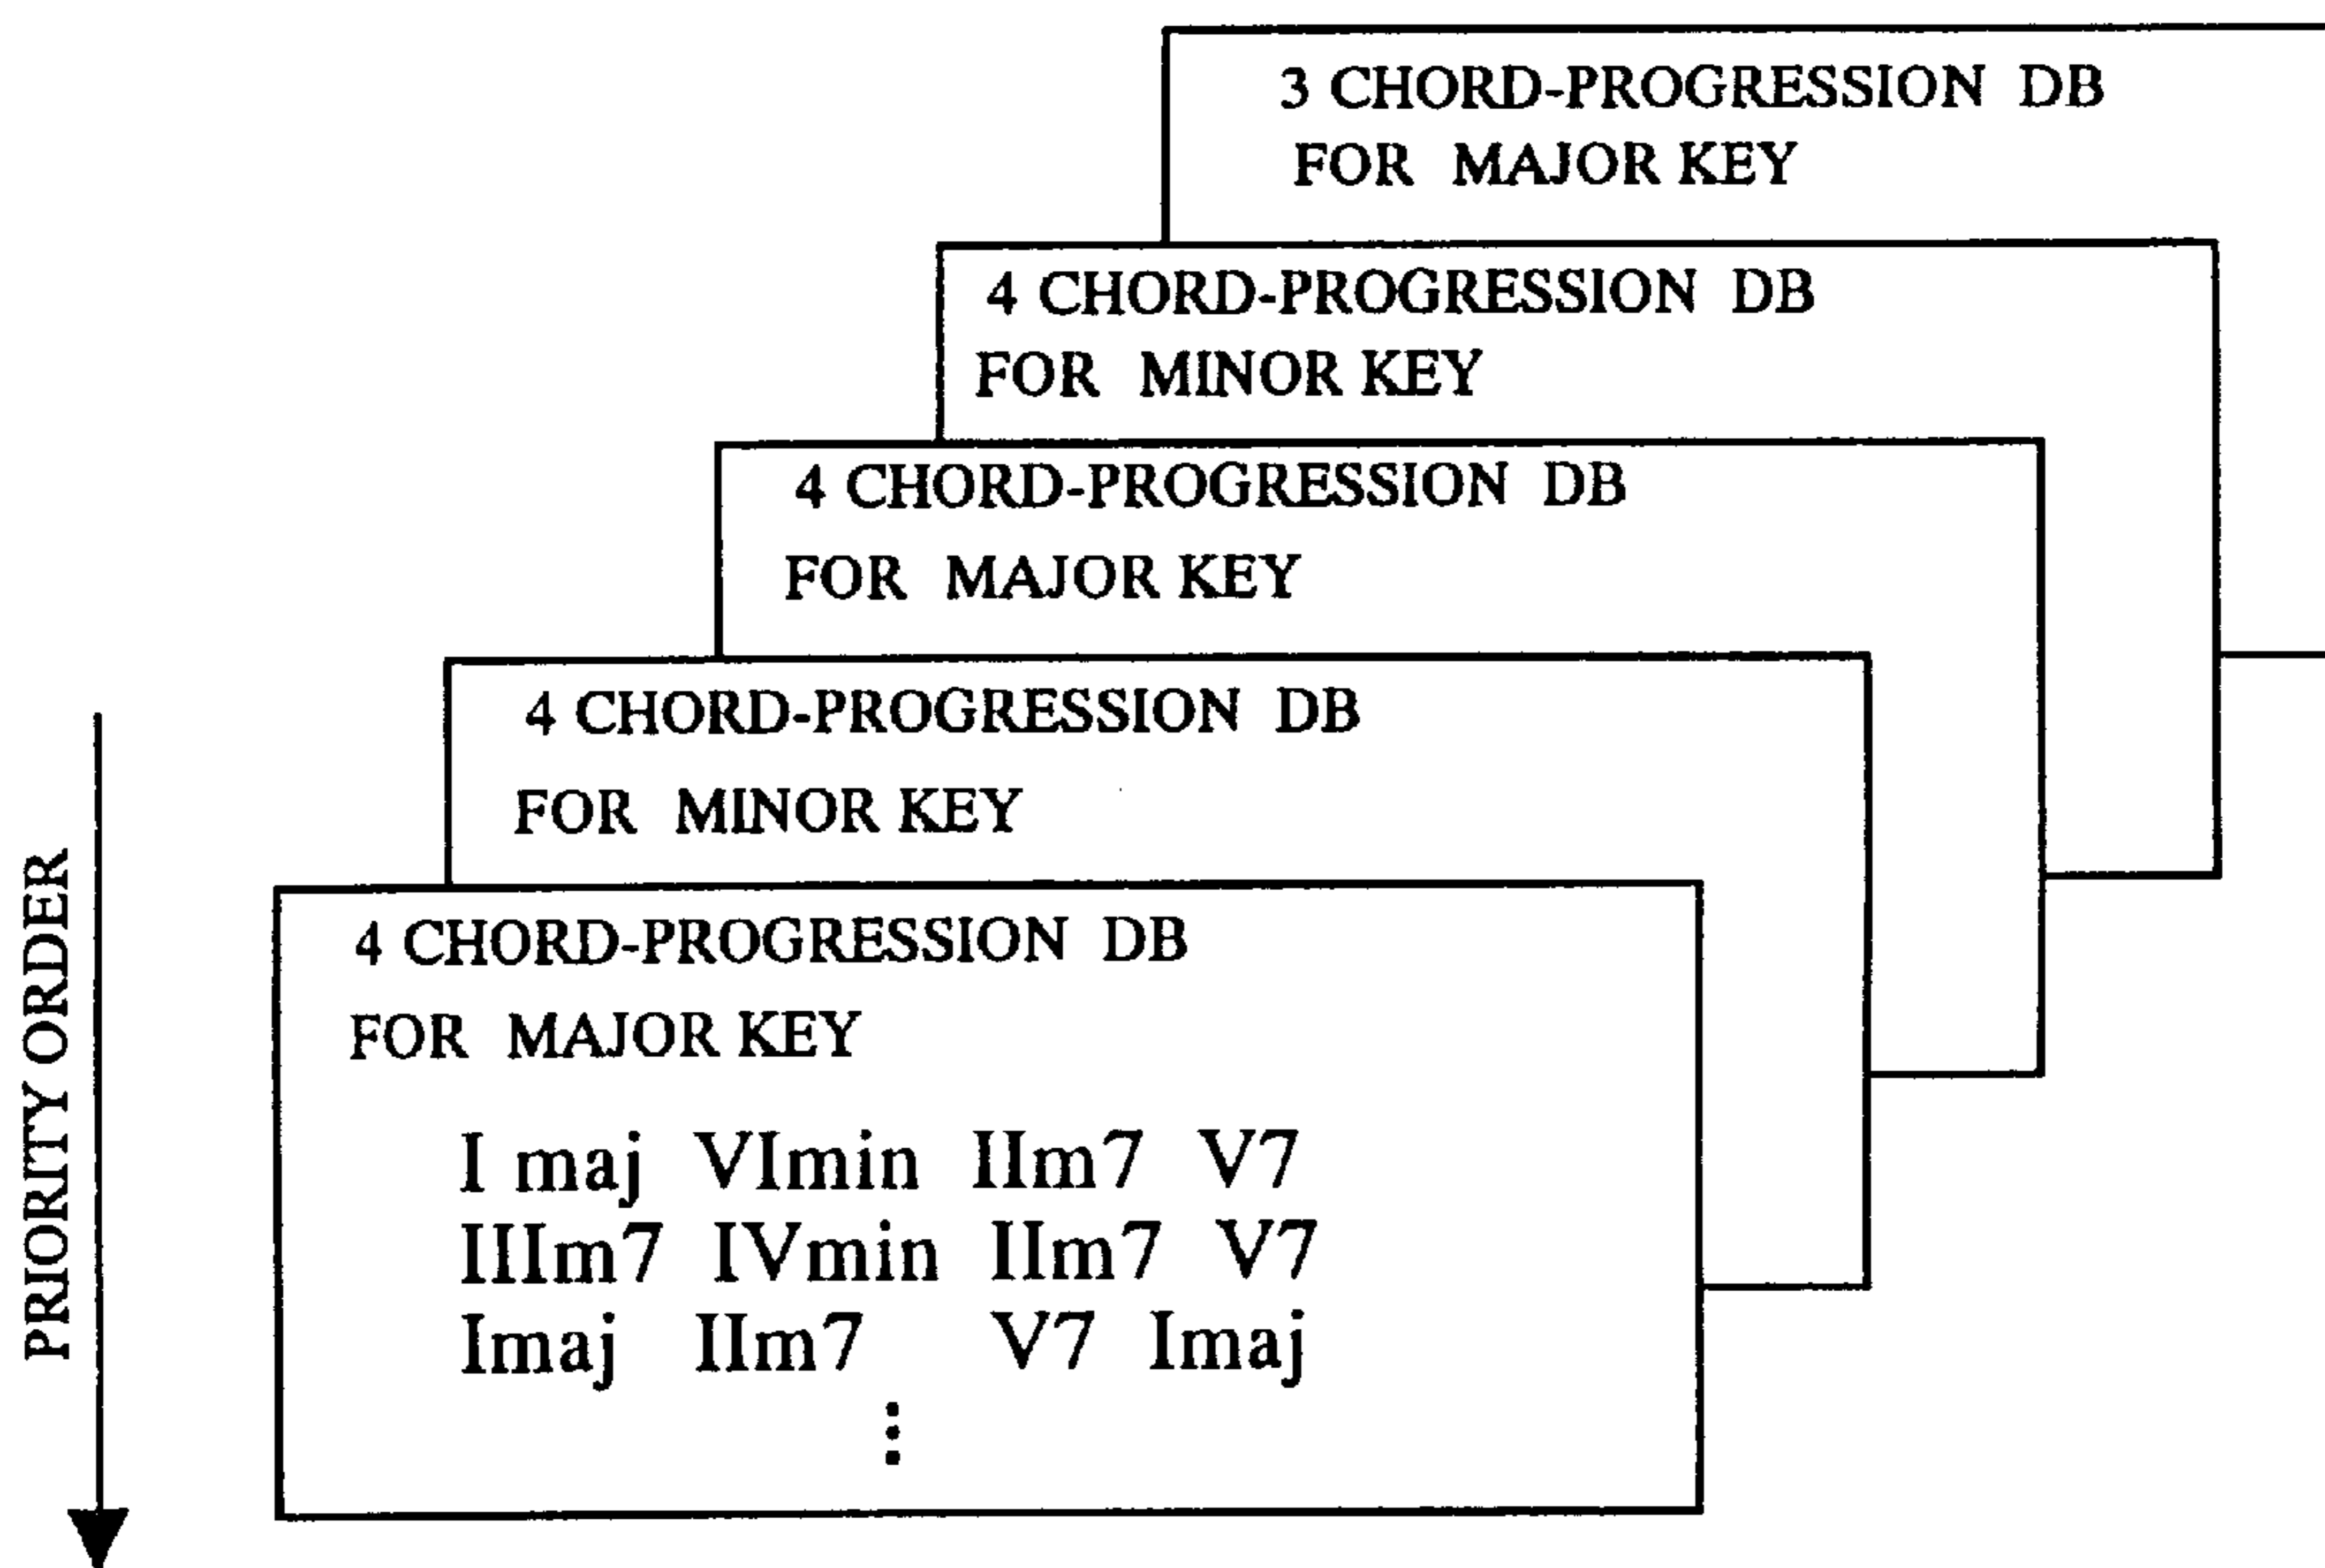 3 CHORD-PROGRESSION DB
FOR MAJOR KEY
4 CHORD-PROGRESSION DB
FOR MINOR KEY
4 CHORD-PROGRESSION DB
FOR MAJOR KEY
4 CHORD-PROGRESSION DB
FOR MINOR KEY
4 CHORD-PROGRESSION DB
FOR MAJOR KEY
I maj VImin IIm7 V7
IIIm7 IVmin IIm7 V7
Imaj IIm7 V7 Imaj
PRIORITY ORDER